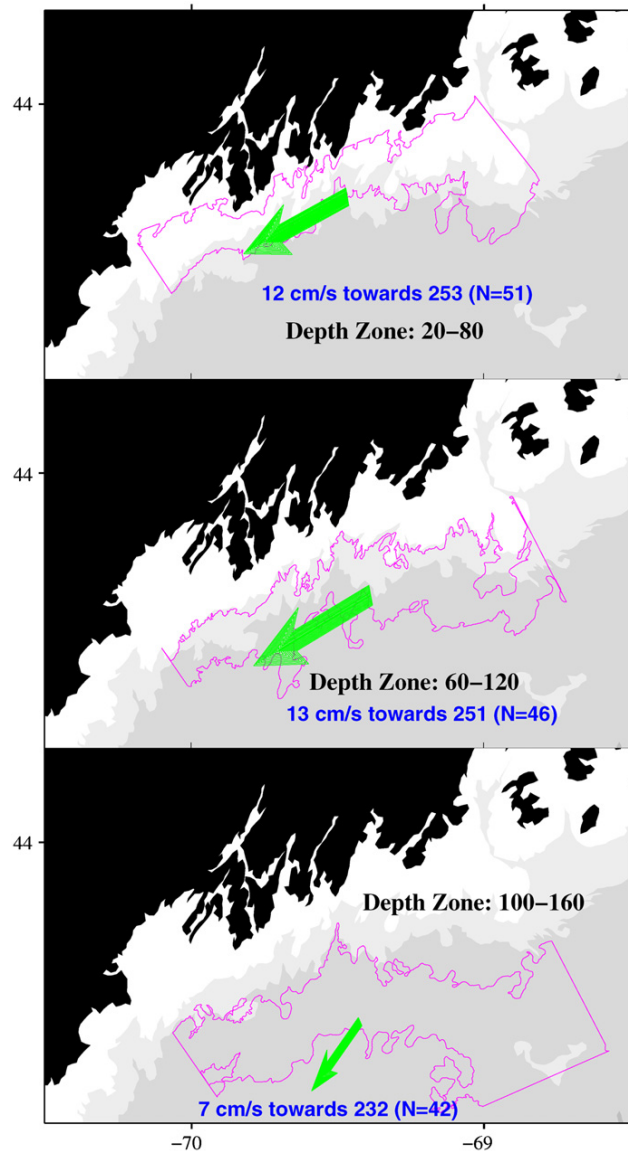 44
12 cm/s towards 253 (N=51)
Depth Zone: 20−80
44
Depth Zone: 60−120
13 cm/s towards 251 (N=46)
44
Depth Zone: 100−160
7 cm/s towards 232 (N=42)
−70 −69